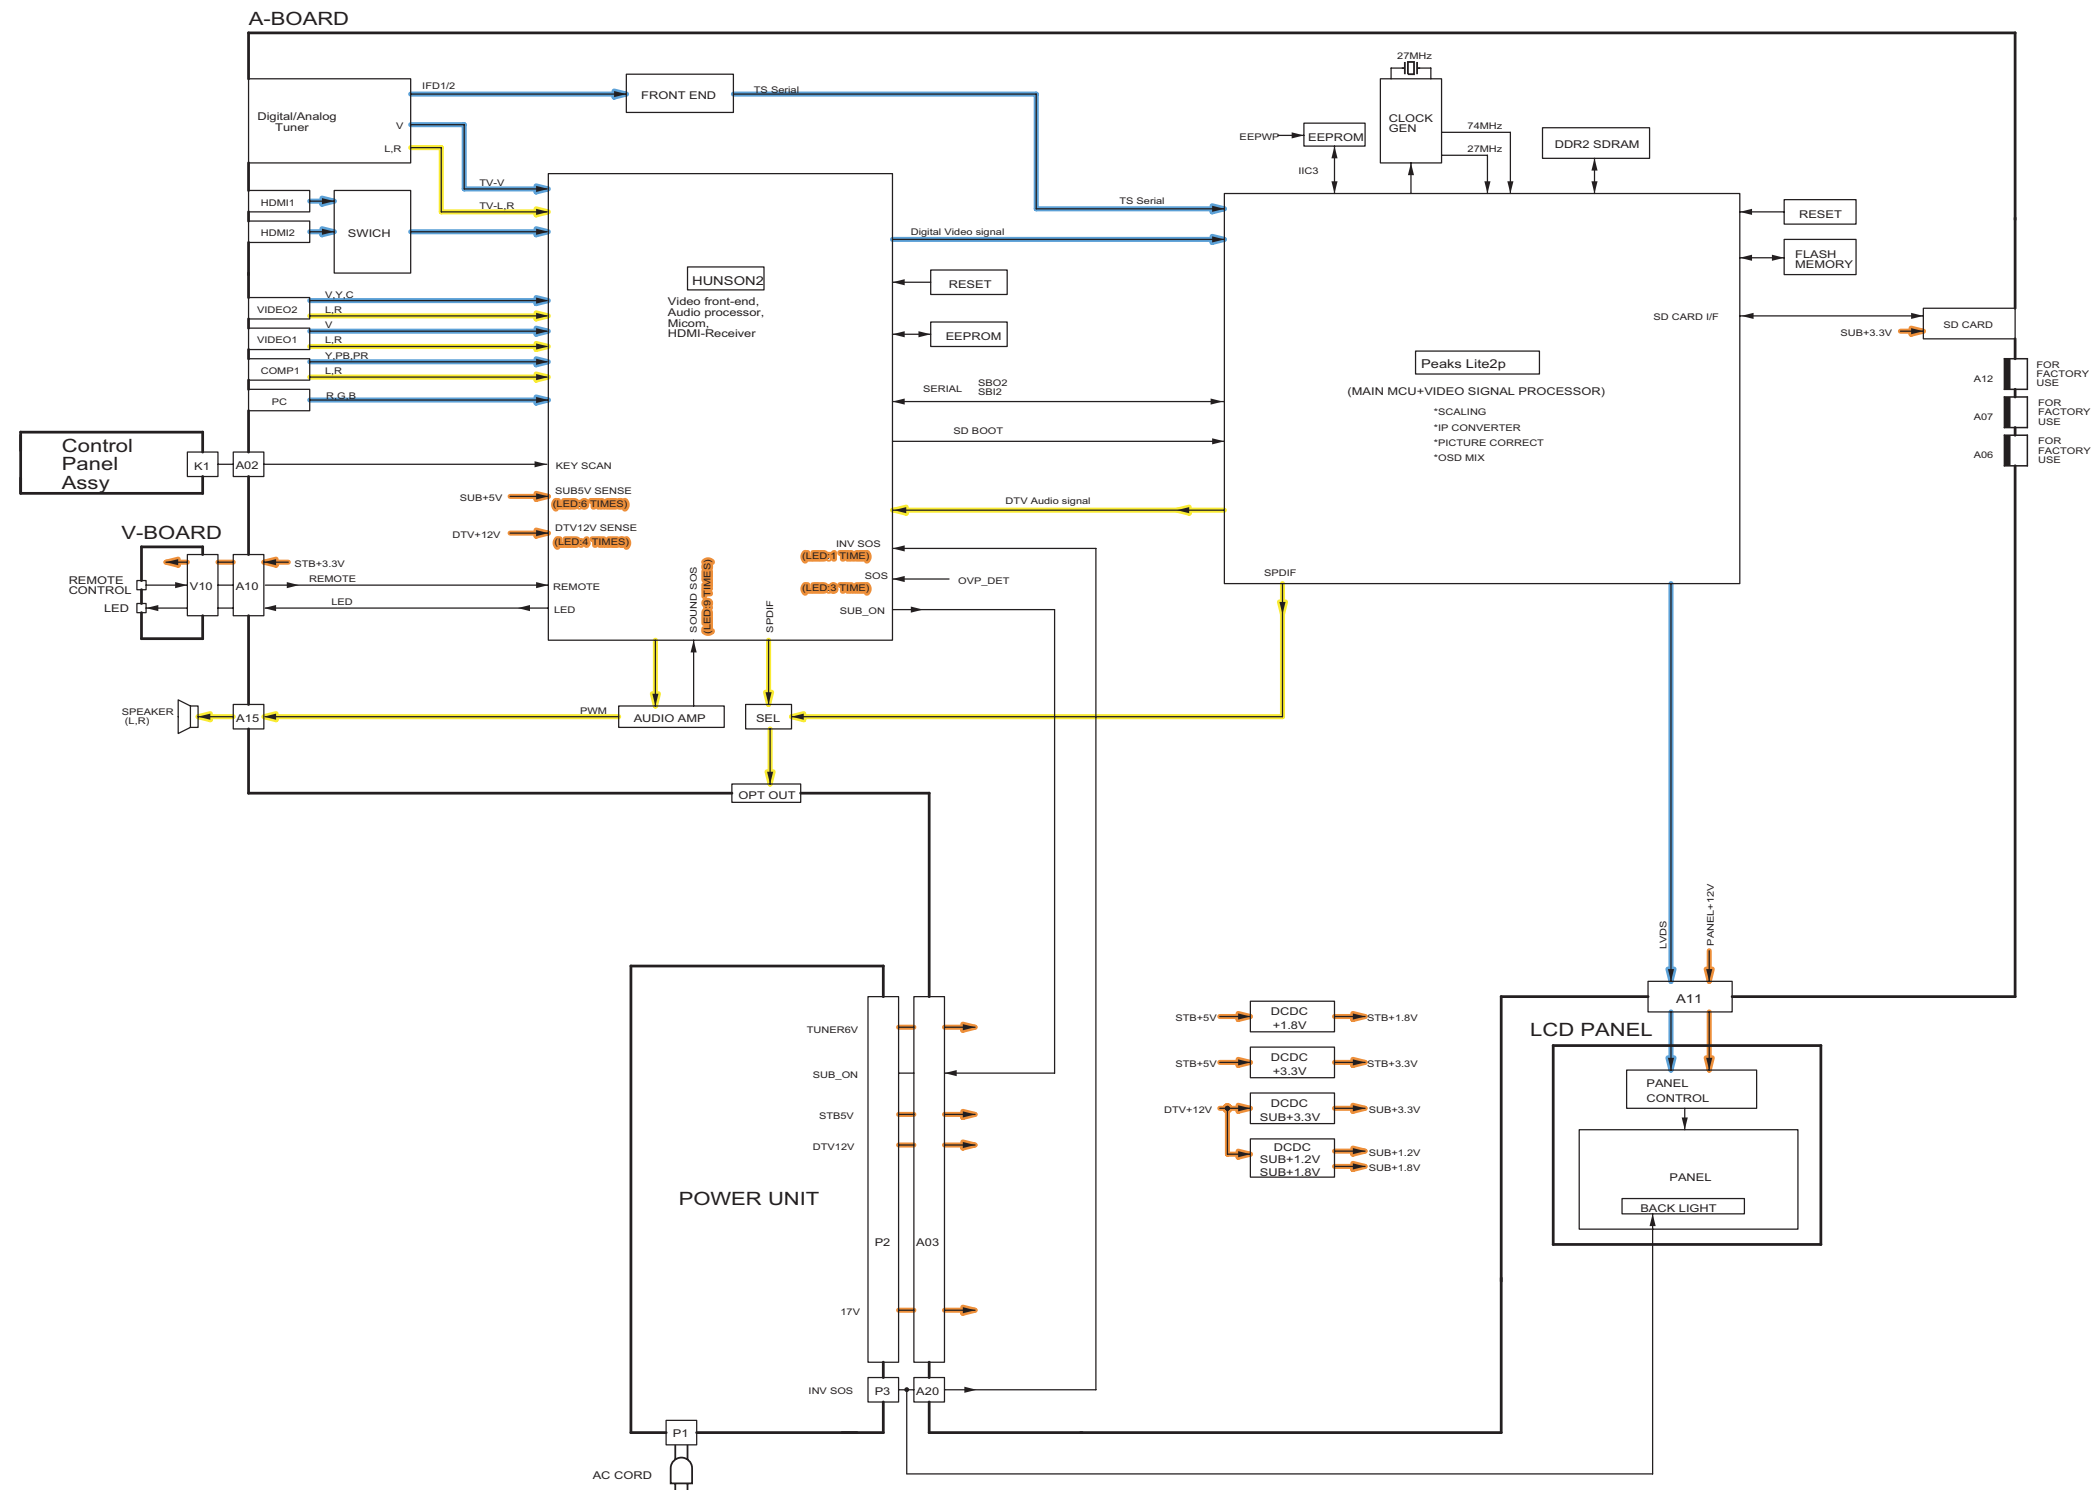 A-BOARD
27MHz
IFD1/2
FRONT END
TS Serial
Digital/Analog
Tuner
V
L,R
CLOCK
GEN
74MHz
27MHz
EEPWP
EEPROM
IIC3
DDR2 SDRAM
TV-V
TV-L,R
TS Serial
HDMI1
HDMI2
SWICH
Digital Video signal
RESET
FLASH
MEMORY
HUNSON2
Video front-end,
Audio processor,
Micom,
HDMI-Receiver
RESET
EEPROM
VIDEO2
V,Y,C
L,R
VIDEO1
V
L,R
COMP1
Y,PB,PR
L,R
PC
R,G,B
SD CARD I/F
SD CARD
SUB+3.3V
Peaks Lite2p
(MAIN MCU+VIDEO SIGNAL PROCESSOR)
*SCALING
*IP CONVERTER
*PICTURE CORRECT
*OSD MIX
A12
FOR
FACTORY
USE
A07
FOR
FACTORY
USE
A06
FOR
FACTORY
USE
SERIAL
SBO2
SBI2
SD BOOT
Control
Panel
Assy
K1
A02
KEY SCAN
SUB+5V
SUB5V SENSE
(LED:6 TIMES)
DTV+12V
DTV12V SENSE
(LED:4 TIMES)
DTV Audio signal
V-BOARD
REMOTE
CONTROL
LED
V10
A10
STB+3.3V
REMOTE
LED
REMOTE
LED
INV SOS
(LED:1 TIME)
SOS
(LED:3 TIME)
OVP_DET
SUB_ON
SOUND SOS
(LED:9 TIMES)
SPDIF
SPDIF
SPEAKER
(L,R)
A15
PWM
AUDIO AMP
SEL
OPT OUT
LVDS
PANEL+12V
A11
LCD PANEL
PANEL
CONTROL
PANEL
BACK LIGHT
STB+5V
DCDC
+1.8V
STB+1.8V
STB+5V
DCDC
+3.3V
STB+3.3V
DTV+12V
DCDC
SUB+3.3V
SUB+3.3V
DCDC
SUB+1.2V
SUB+1.8V
SUB+1.2V
SUB+1.8V
TUNER6V
SUB_ON
STB5V
DTV12V
POWER UNIT
P2
A03
17V
INV SOS
P3
A20
P1
AC CORD